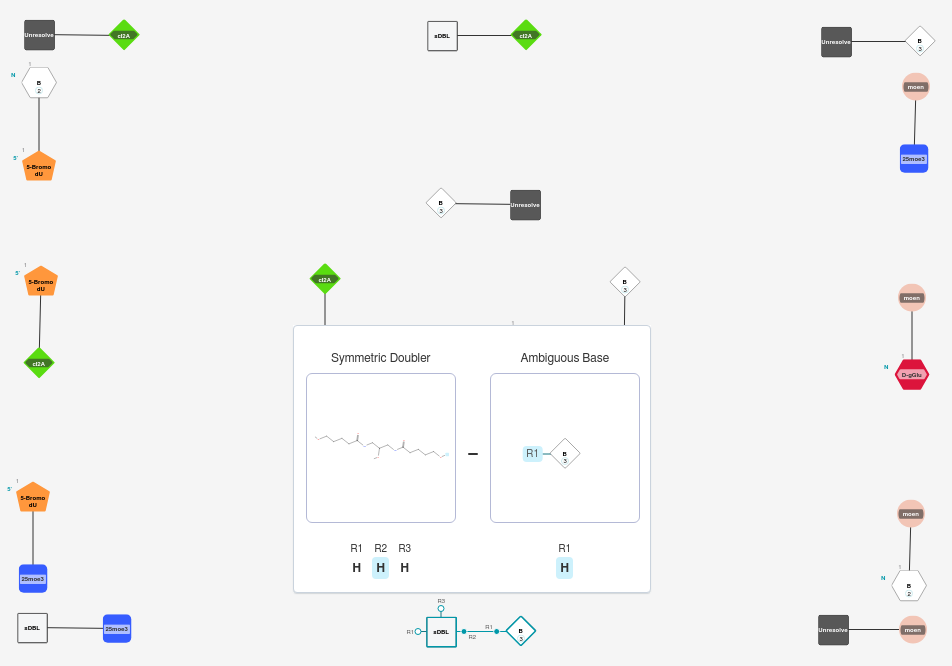 Unresolve
cl2A
sDBL
cl2A
Unresolve
B
3
1
N
B
2
moen
1
5'
5-Bromo
dU
25moe3
B
3
Unresolve
1
5'
5-Bromo
dU
cl2A
B
3
moen
1
Symmetric Doubler
Ambiguous Base
cl2A
1
N
D-gGlu
R1
B
3
1
5'
5-Bromo
dU
moen
R1 R2 R3
R1
H H H
H
1
N
B
2
25moe3
R3
sDBL
25moe3
R1
sDBL
R2
R1
B
3
Unresolve
moen